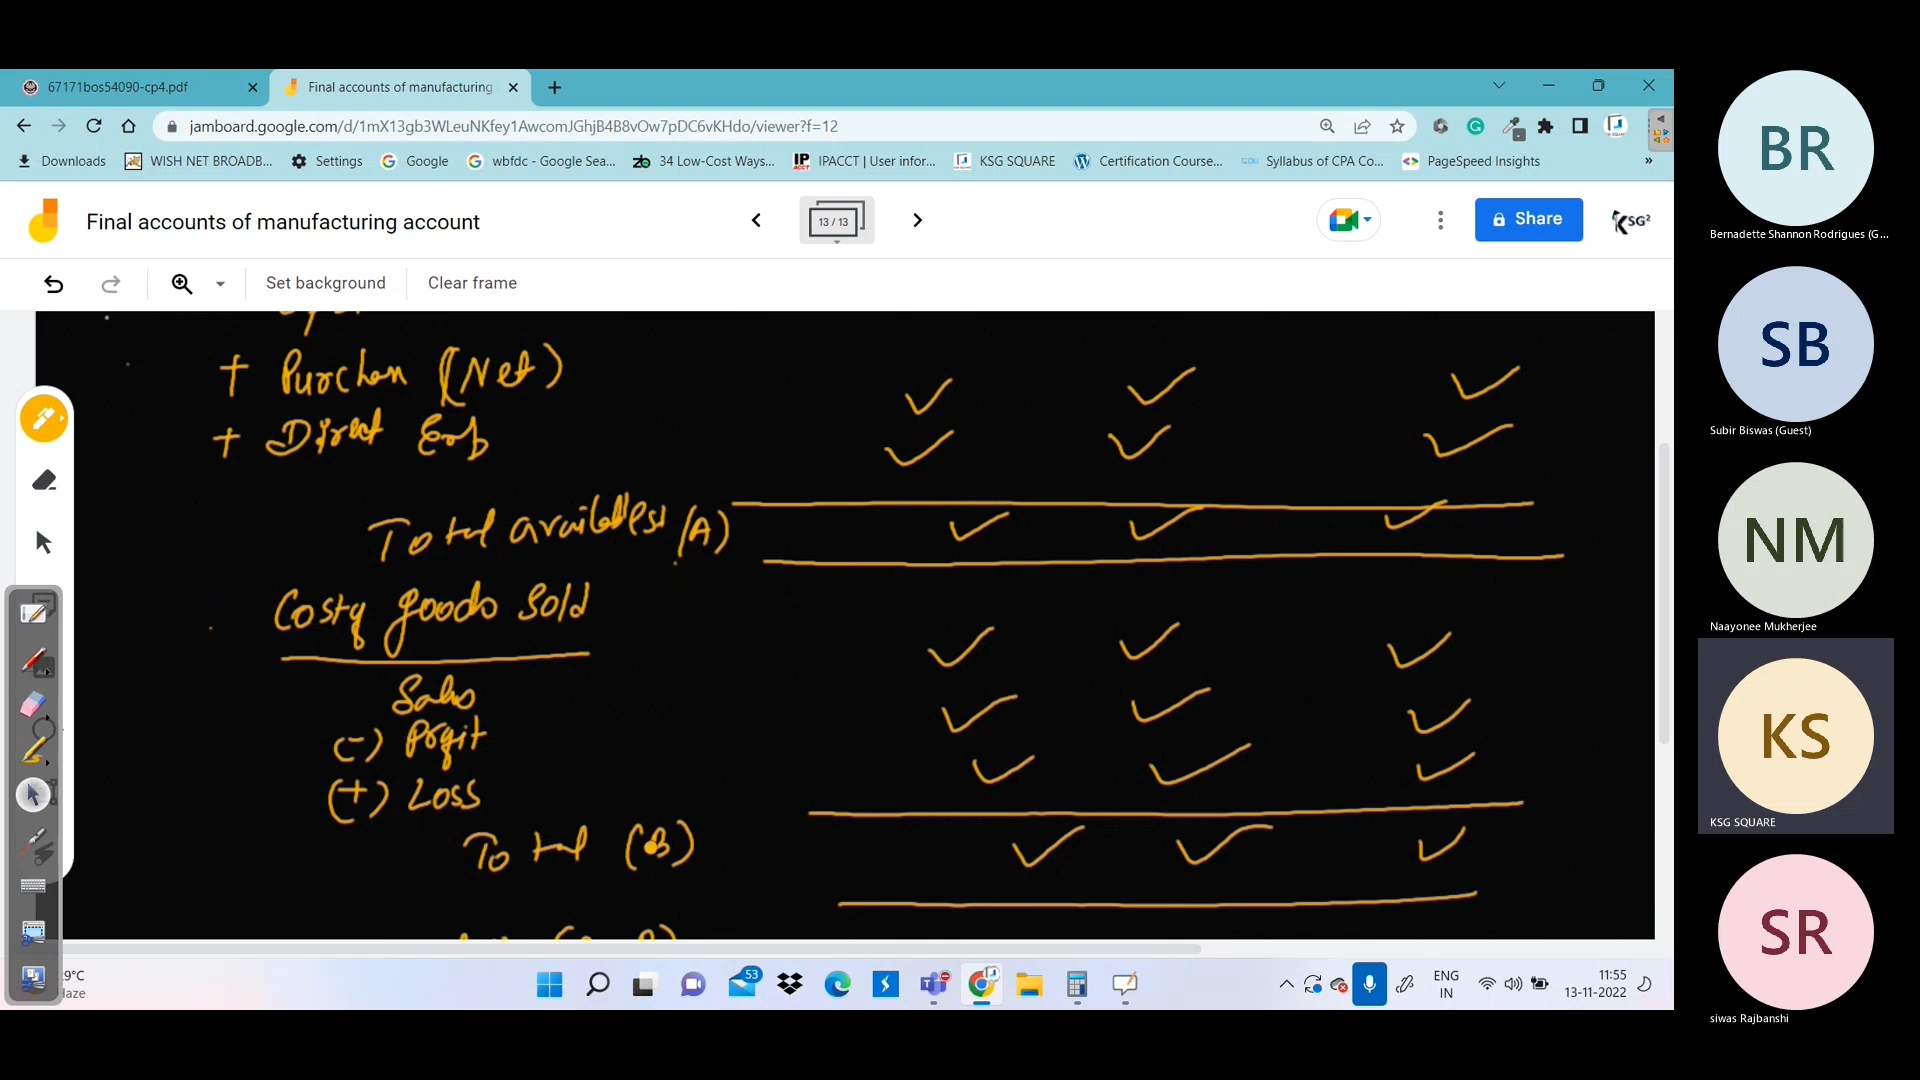 67171bos54090-cp4.pdf
Final accounts of manufacturing
jamboard.google.com/d/1mX13gb3WLeuNKfey1AwcomJGhjB4B8vOw7pDC6vKHdo/viewer?f=12
Downloads
WISH NET BROADB...
Settings
Google
wbfdc - Google Sea...
34 Low-Cost Ways...
IPACCT | User infor...
KSG SQUARE
Certification Course...
Syllabus of CPA Co...
PageSpeed Insights
»
Final accounts of manufacturing account
13 / 13
Share
KSG²
Set background
Clear frame
+ Purchase (Net)
+ Direct Exp
Total available (A)
Cost of goods sold
Sales
(-) Profit
(+) Loss
Total (B)
9°C
Haze
53
ENG
IN
11:55
13-11-2022
BR
Bernadette Shannon Rodrigues (G...
SB
Subir Biswas (Guest)
NM
Naayonee Mukherjee
KS
KSG SQUARE
SR
siwas Rajbanshi